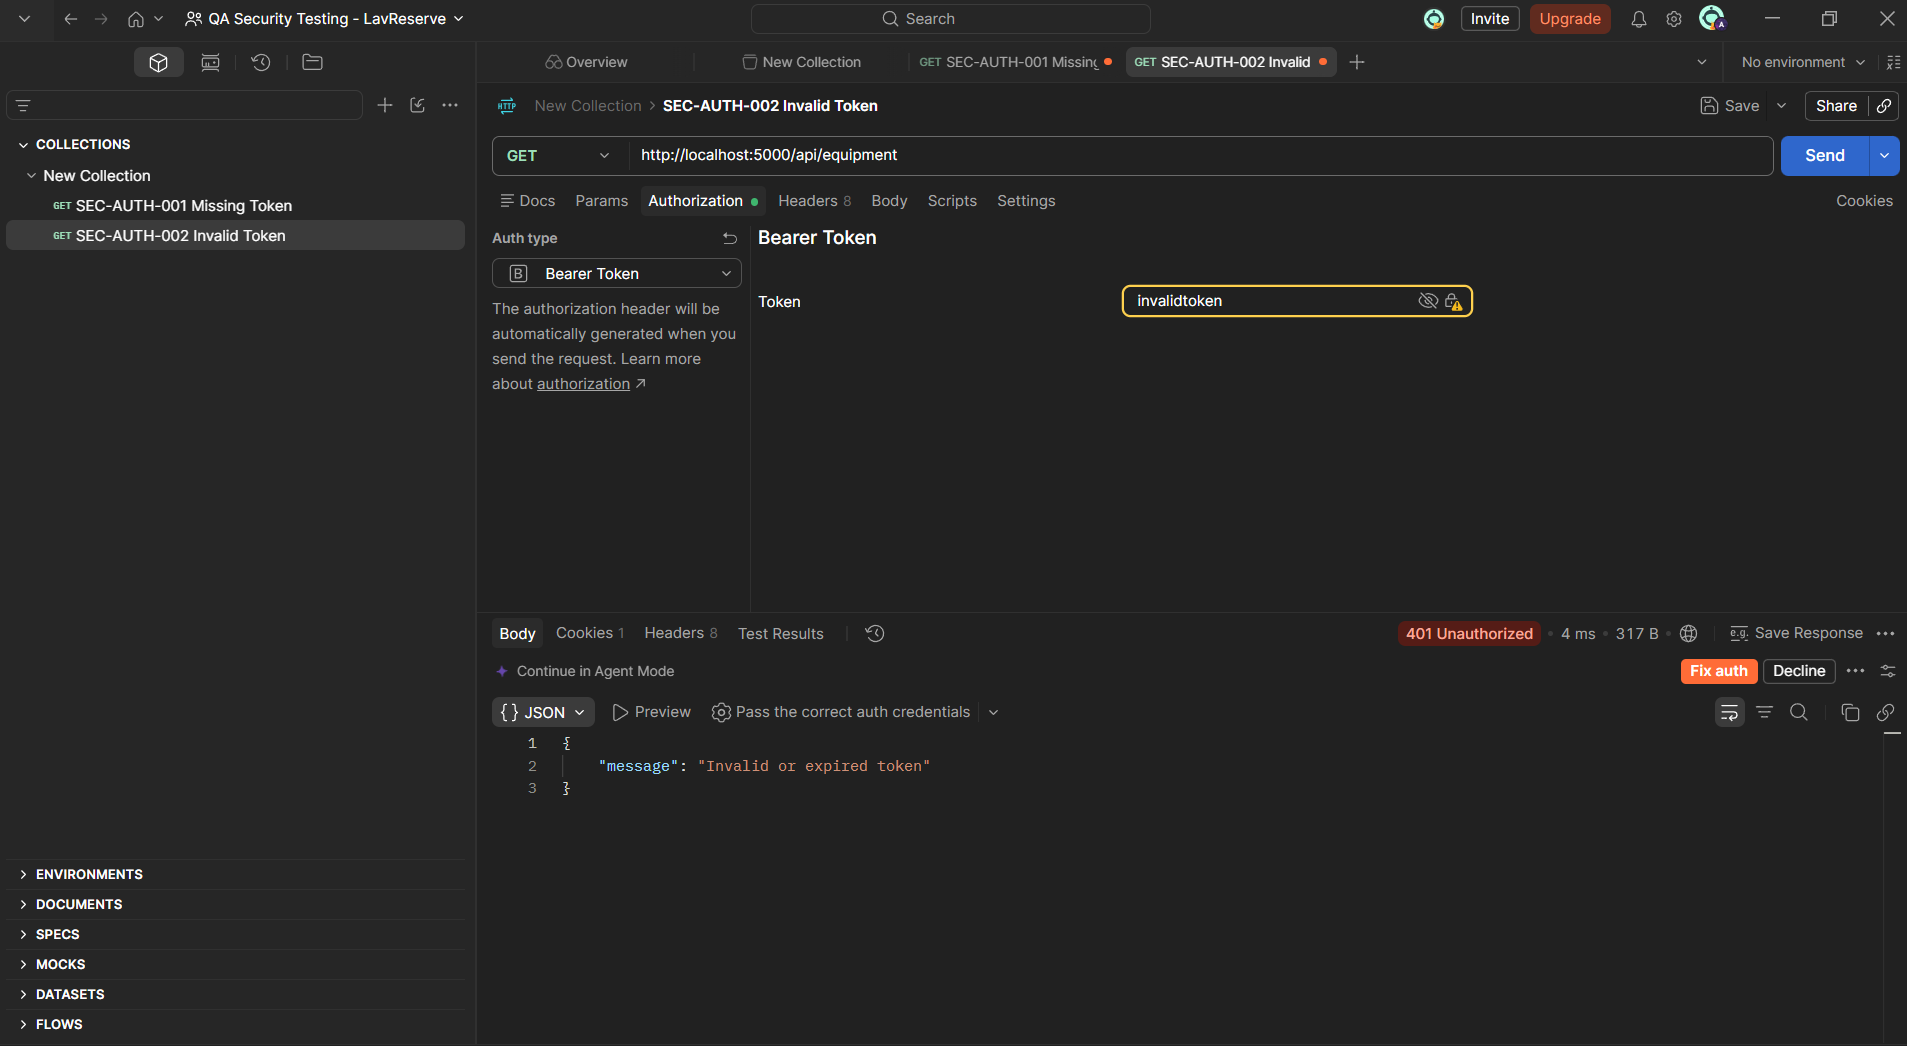 QA Security Testing - LavReserve
Search
Invite
Upgrade
A
Overview
New Collection
GET SEC-AUTH-001 Missing
GET SEC-AUTH-002 Invalid
No environment
HTTP New Collection > SEC-AUTH-002 Invalid Token
Save
Share
COLLECTIONS
New Collection
GET SEC-AUTH-001 Missing Token
GET SEC-AUTH-002 Invalid Token
GET
http://localhost:5000/api/equipment
Send
Docs
Params
Authorization
Headers 8
Body
Scripts
Settings
Cookies
Auth type
B Bearer Token
The authorization header will be
automatically generated when you
send the request. Learn more
about authorization ↗
Bearer Token
Token
invalidtoken
Body
Cookies 1
Headers 8
Test Results
401 Unauthorized • 4 ms • 317 B
e.g. Save Response
Continue in Agent Mode
Fix auth
Decline
{ } JSON
Preview
Pass the correct auth credentials
1 {
2 "message": "Invalid or expired token"
3 }
ENVIRONMENTS
DOCUMENTS
SPECS
MOCKS
DATASETS
FLOWS